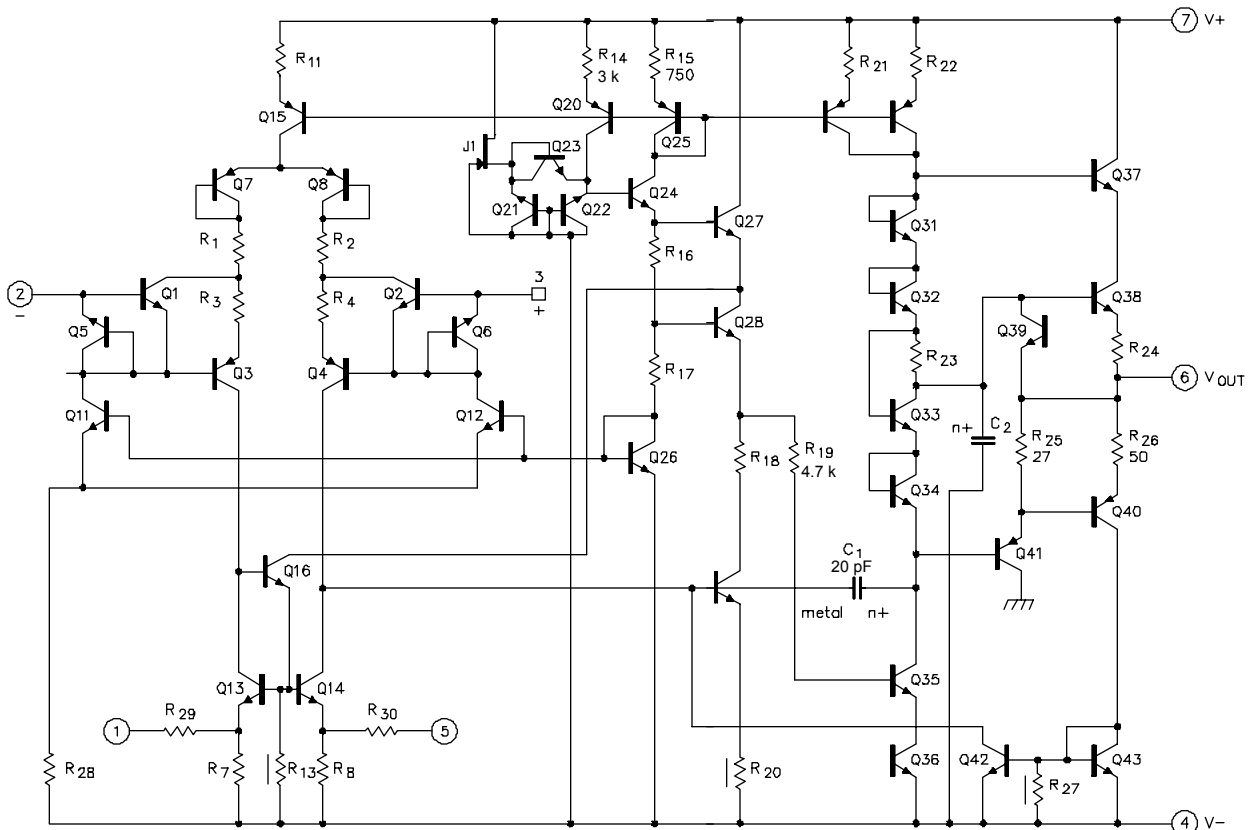 7 V+
R11
R14
3 k
R15
750
R21
R22
Q15
Q20
Q25
J1
Q23
Q7
Q8
Q24
Q37
Q21
Q22
Q27
Q31
R1
R2
R16
2
–
Q1
R3
R4
Q2
3
+
Q32
Q38
Q5
Q6
Q28
Q39
R23
R24
Q3
Q4
R17
6 VOUT
Q11
Q12
Q33
n+
C2
R25
27
R26
50
Q26
R18
R19
4.7 k
Q34
Q40
Q41
Q16
C1
20 pF
metal
n+
Q13
Q14
Q35
1
R29
R30
5
R28
R7
R13
R8
R20
Q36
Q42
Q43
R27
4 V–